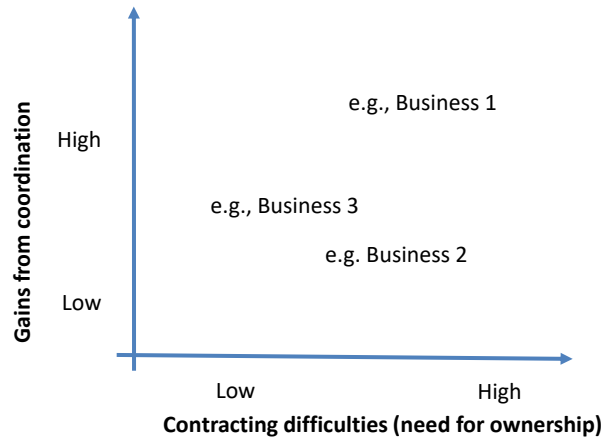 Gains from coordination
High
Low
e.g., Business 1
e.g., Business 3
e.g. Business 2
Low
High
Contracting difficulties (need for ownership)